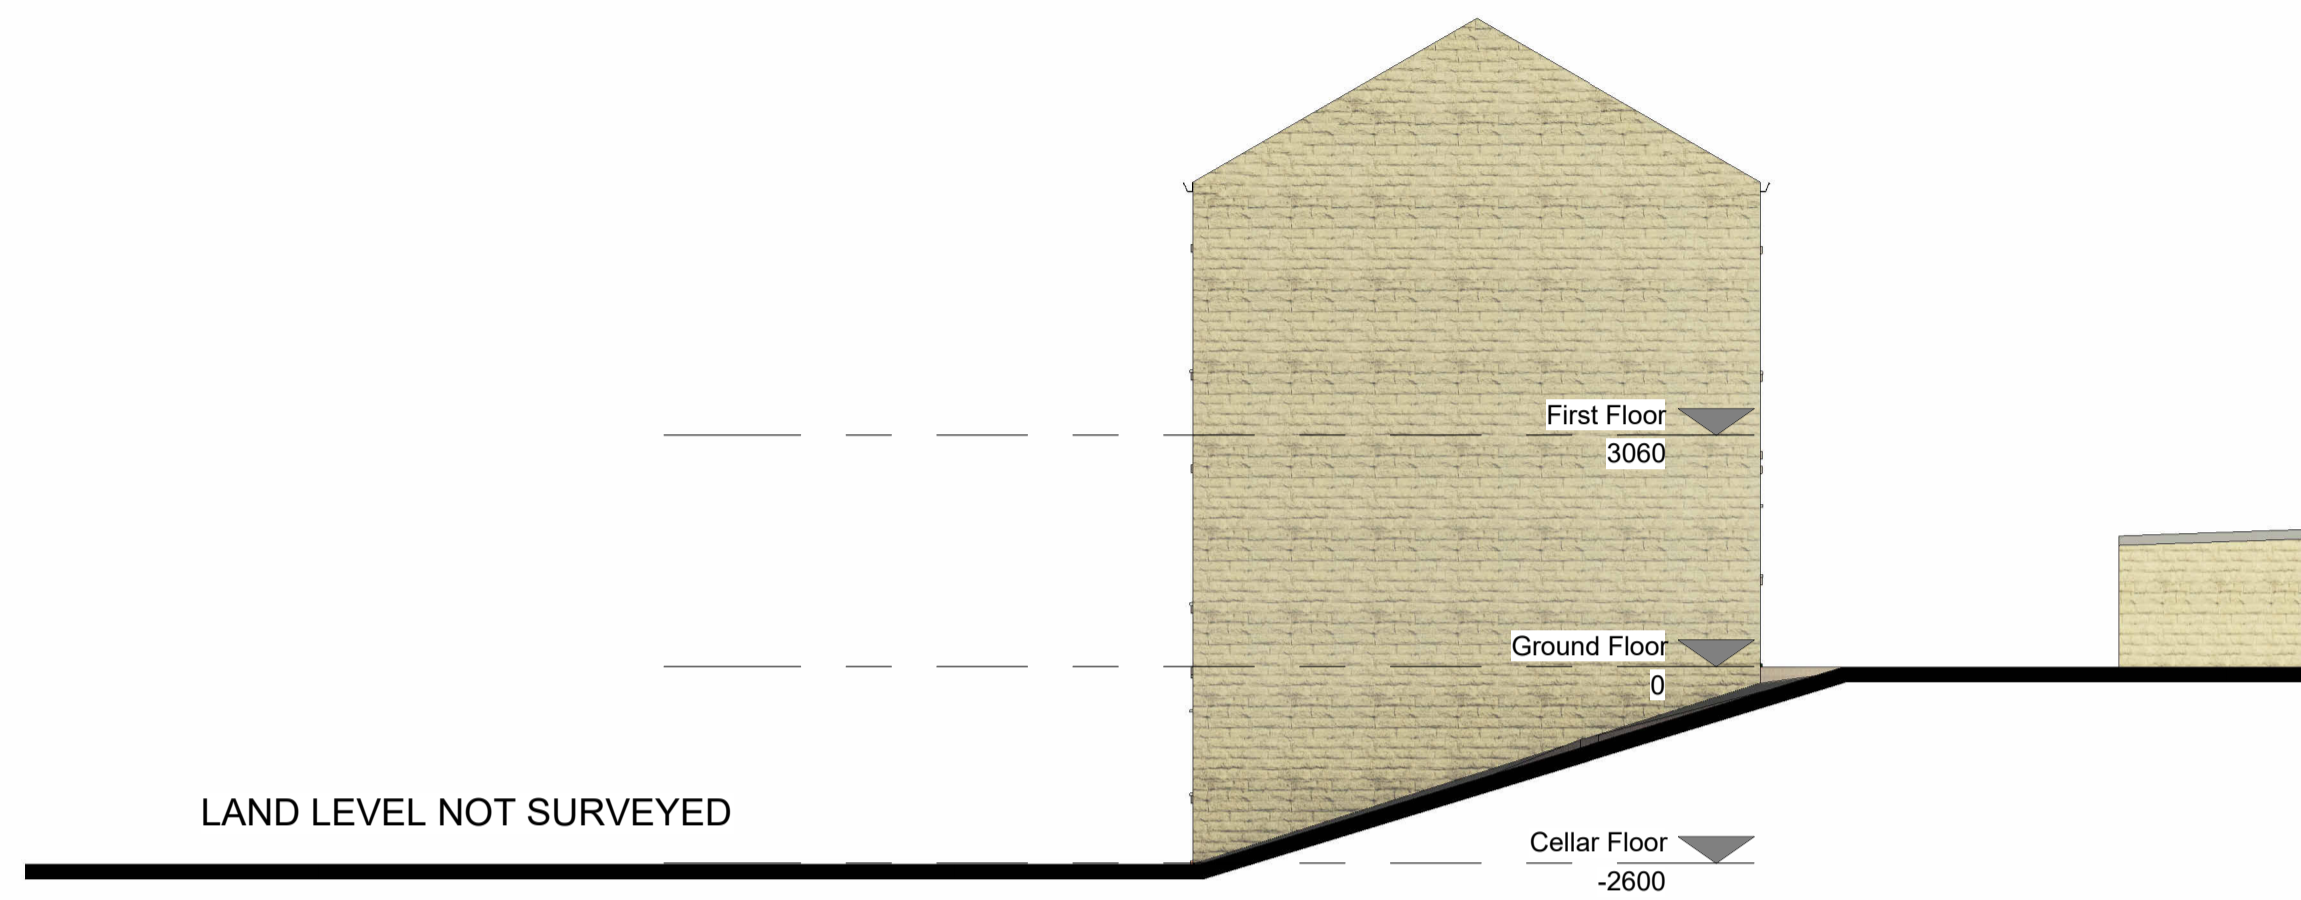 First Floor
3060
Ground Floor
0
LAND LEVEL NOT SURVEYED
Cellar Floor
-2600